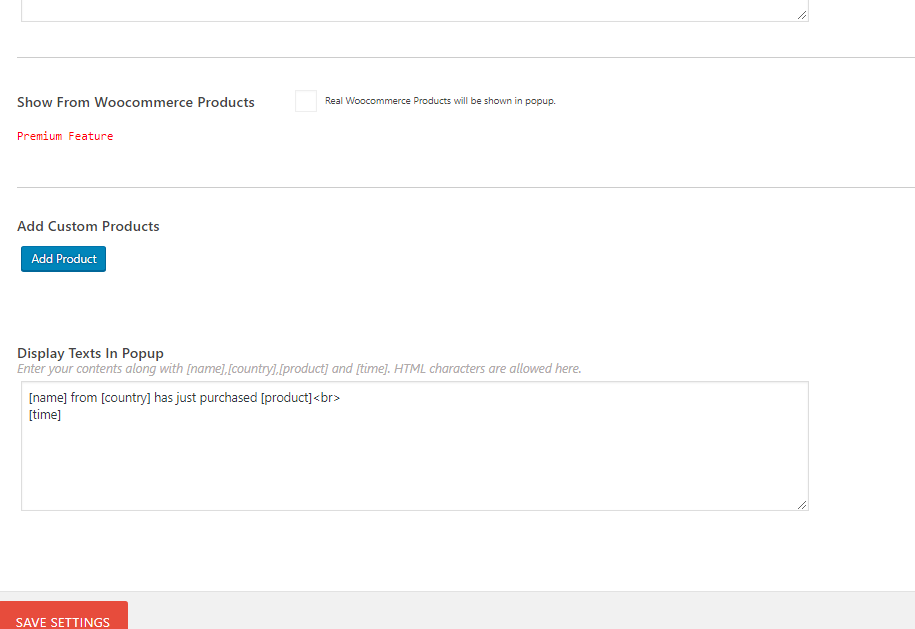 Show From Woocommerce Products
Real Woocommerce Products will be shown in popup.
Premium Feature
Add Custom Products
Add Product
Display Texts In Popup
Enter your contents along with [name],[country],[product] and [time]. HTML characters are allowed here.
[name] from [country] has just purchased [product]<br>
[time]
SAVE SETTINGS